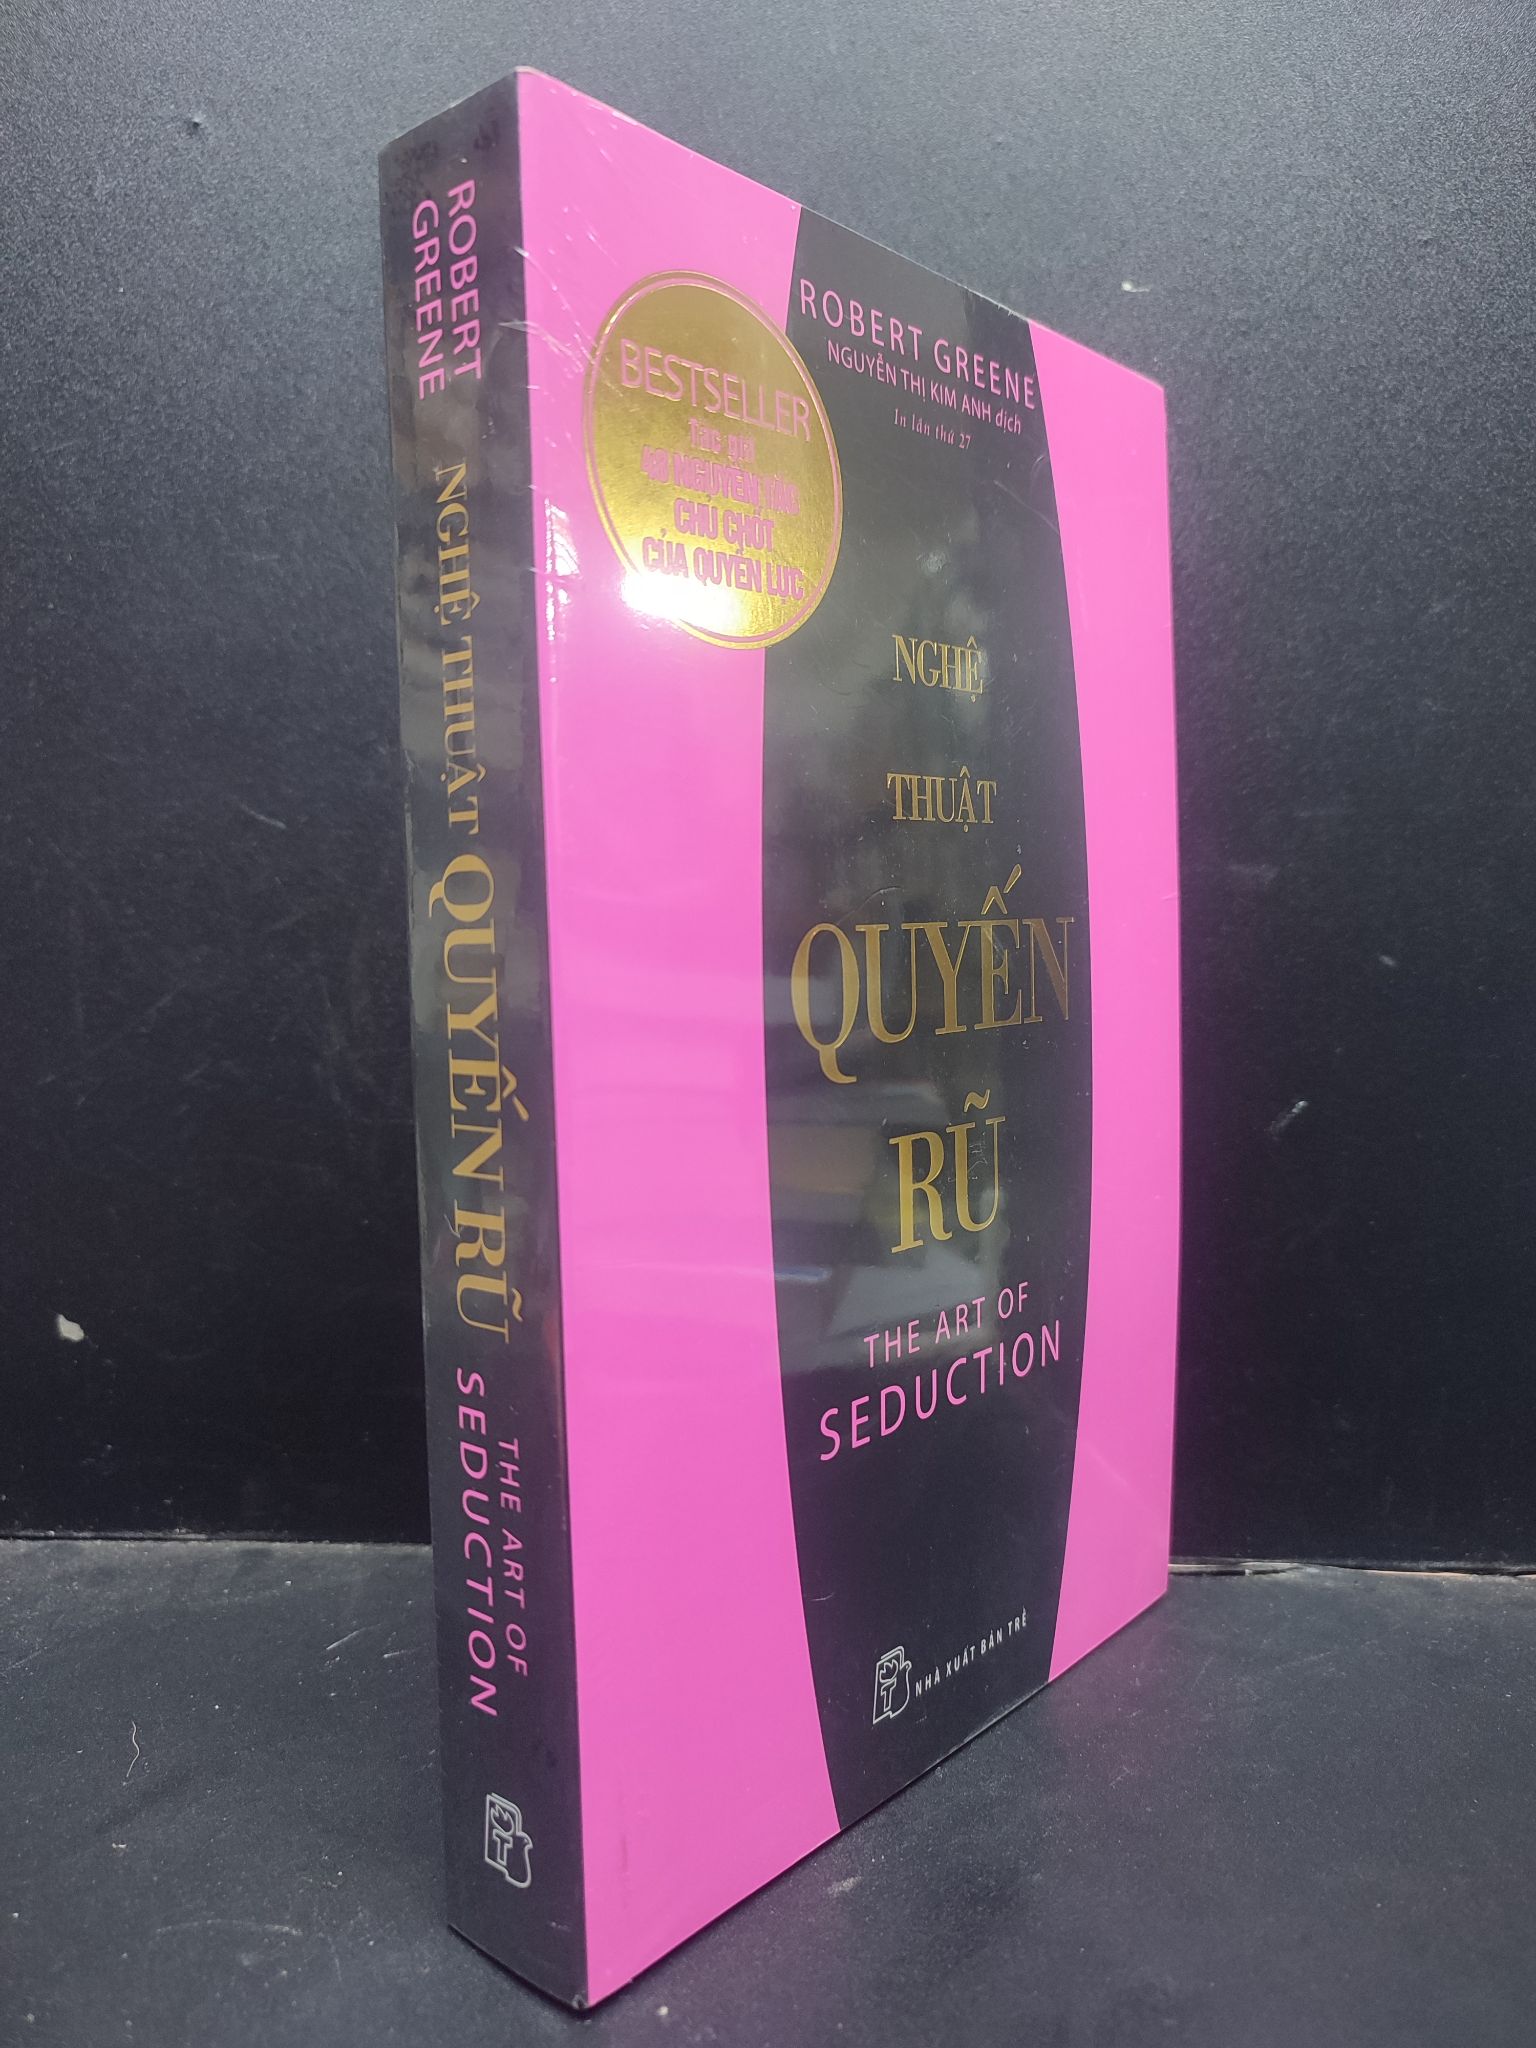 ROBERT
GREENE
NGHỆ THUẬT QUYẾN RŨ
THE ART OF
SEDUCTION
ROBERT GREENE
NGUYỄN THỊ KIM ANH dịch
In lần thứ 27
BESTSELLER
Tác giả
48 NGUYÊN TẮC
CHỦ CHỐT
CỦA QUYỀN LỰC
NGHỆ
THUẬT
QUYẾN
RŨ
THE ART OF
SEDUCTION
NHÀ XUẤT BẢN TRẺ